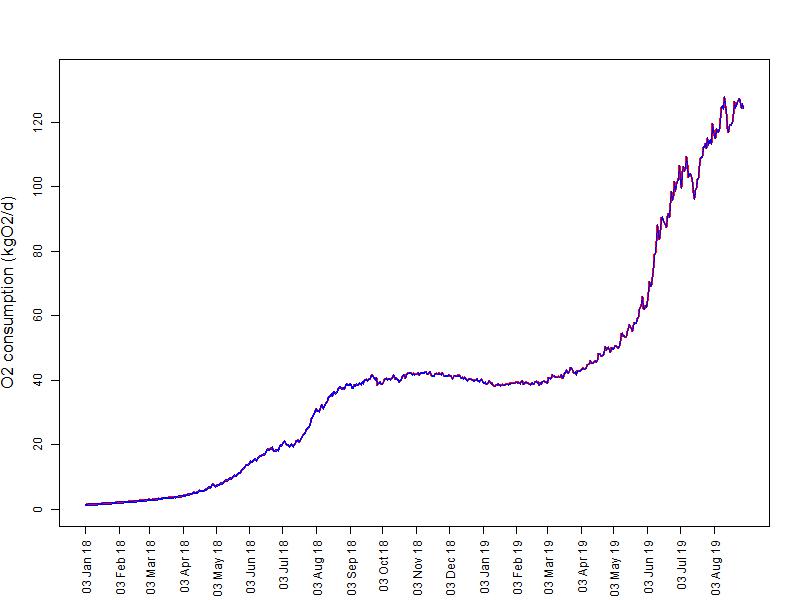 O2 consumption (kgO2/d)
120
100
80
60
40
20
0
03 Jan 18
03 Feb 18
03 Mar 18
03 Apr 18
03 May 18
03 Jun 18
03 Jul 18
03 Aug 18
03 Sep 18
03 Oct 18
03 Nov 18
03 Dec 18
03 Jan 19
03 Feb 19
03 Mar 19
03 Apr 19
03 May 19
03 Jun 19
03 Jul 19
03 Aug 19